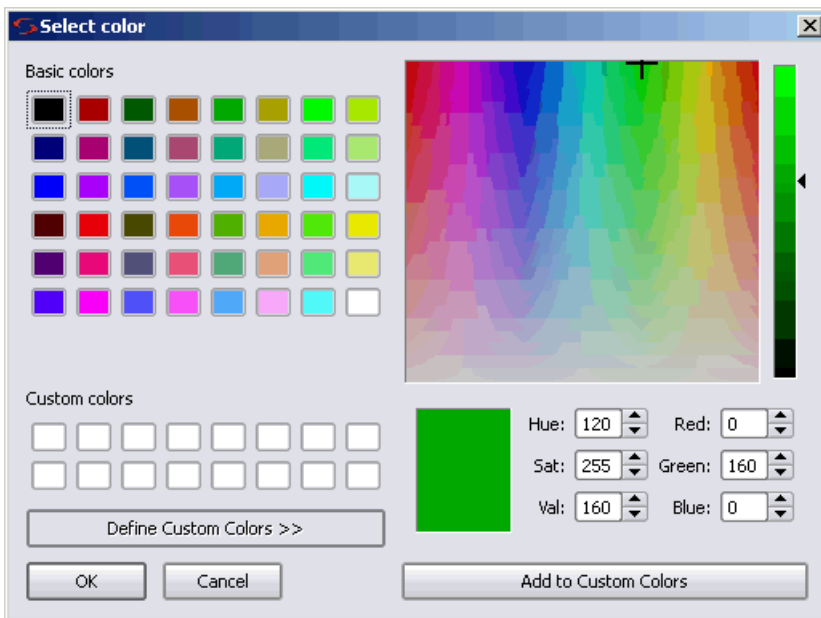 Select color
Basic colors
Custom colors
Define Custom Colors >>
OK Cancel
Hue: 120 Red: 0
Sat: 255 Green: 160
Val: 160 Blue: 0
Add to Custom Colors